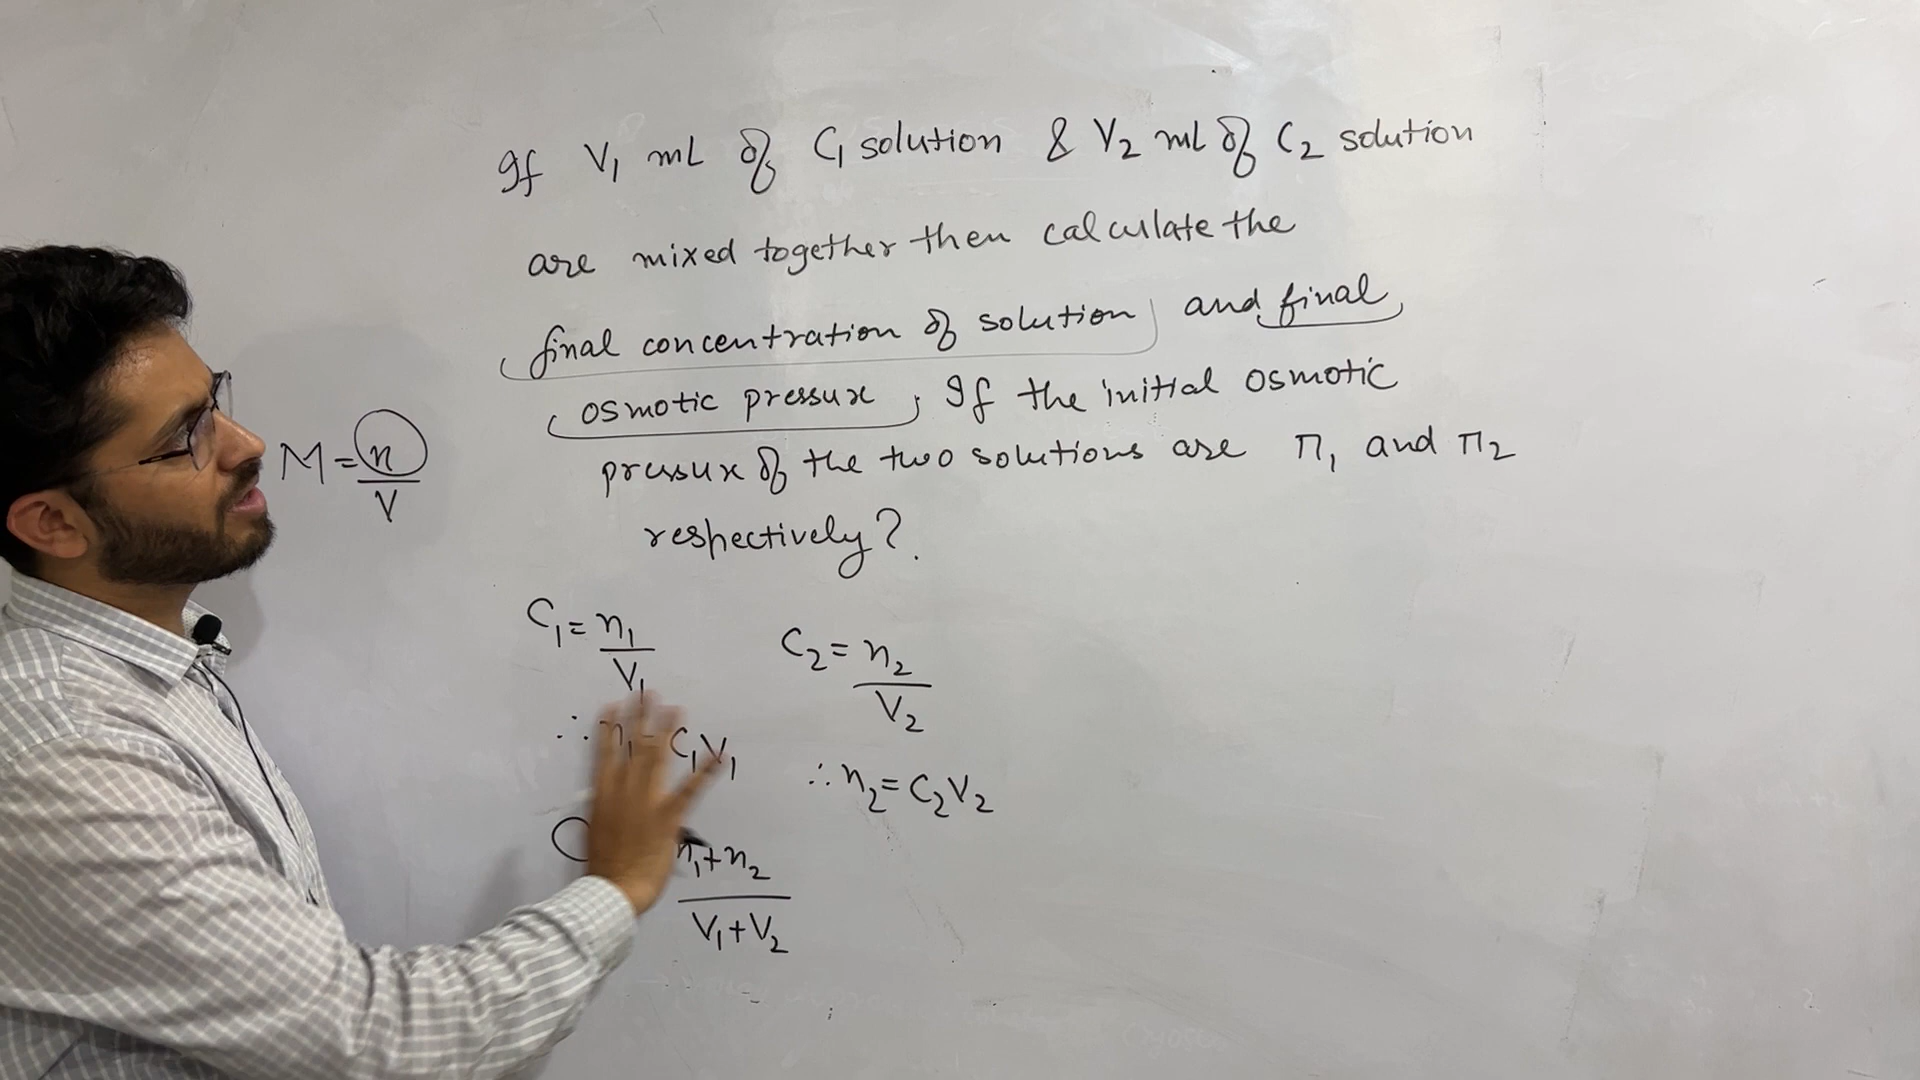 If V₁ mL of C₁ solution & V₂ mL of C₂ solution
are mixed together then calculate the
final concentration of solution and final
osmotic pressure, If the initial osmotic
pressure of the two solutions are π₁ and π₂
respectively?
M = n/V
C₁ = n₁/V₁
C₂ = n₂/V₂
∴ n₁ = C₁V₁
∴ n₂ = C₂V₂
n₁+n₂
V₁+V₂